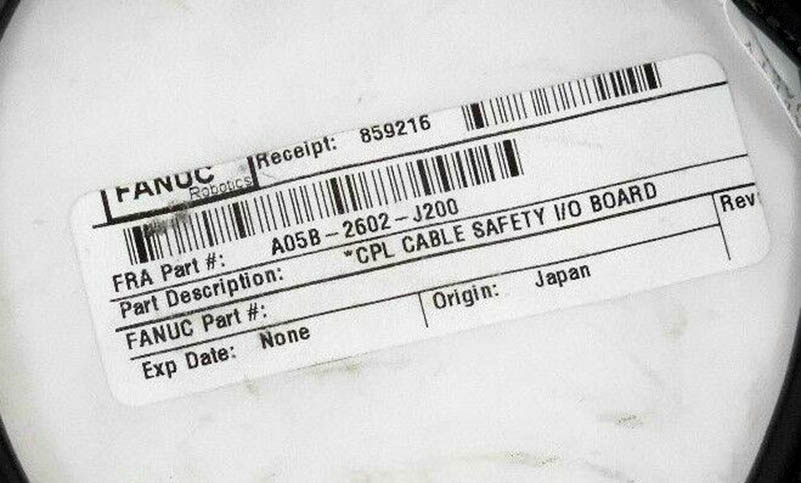 FANUC Robotics
Receipt: 859216
FRA Part #: A05B-2602-J200
Part Description: *CPL CABLE SAFETY I/O BOARD
FANUC Part #: Rev
Exp Date: None Origin: Japan